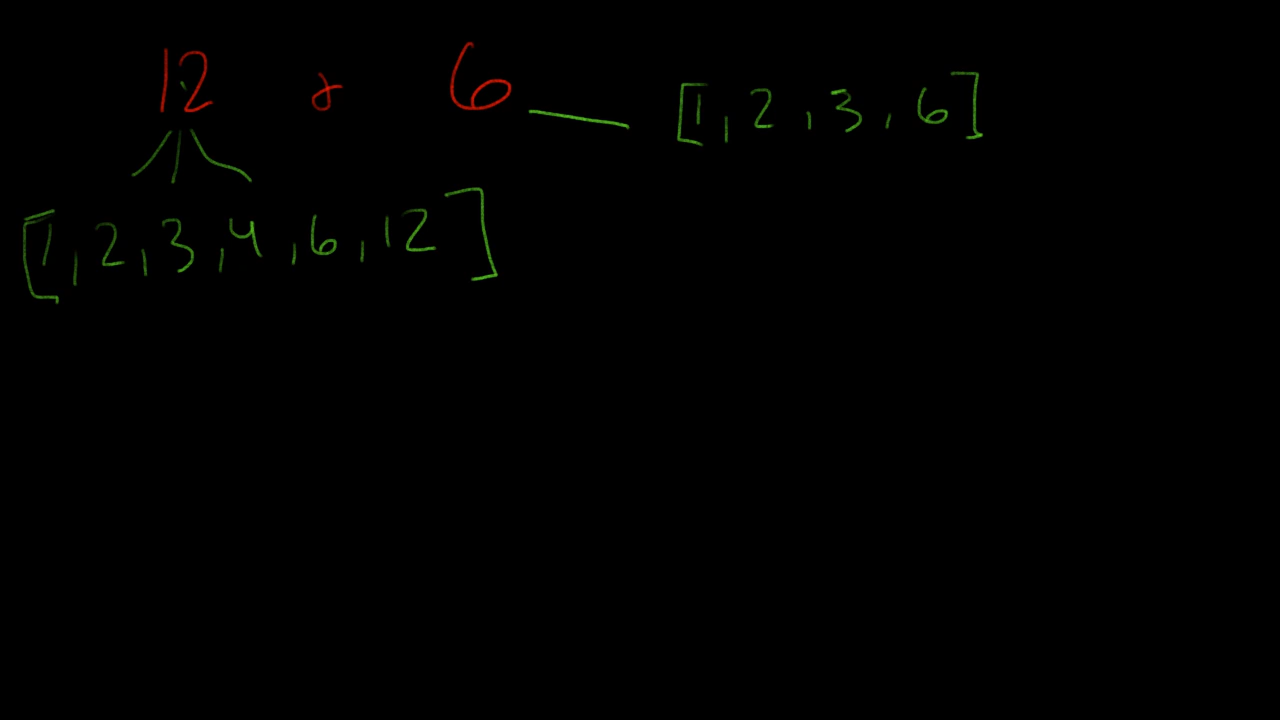 12 & 6
[1, 2, 3, 6]
[1, 2, 3, 4, 6, 12]